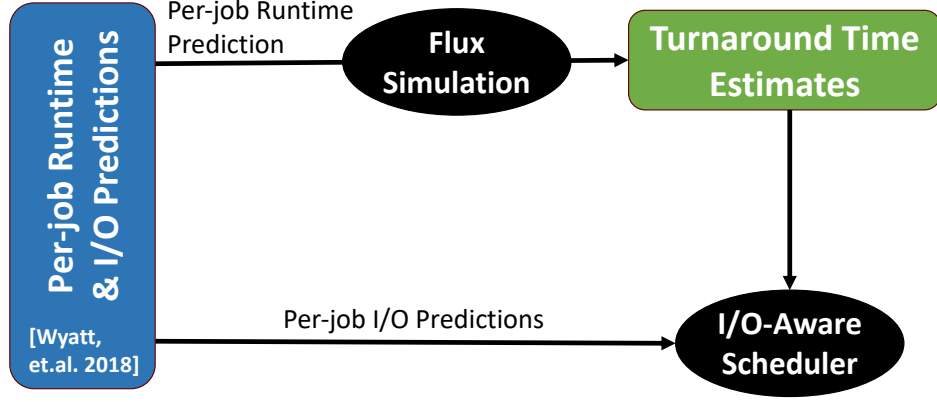 Per-job Runtime
& I/O Predictions
[Wyatt,
et.al. 2018]
Per-job Runtime
Prediction
Flux
Simulation
Turnaround Time
Estimates
Per-job I/O Predictions
I/O-Aware
Scheduler